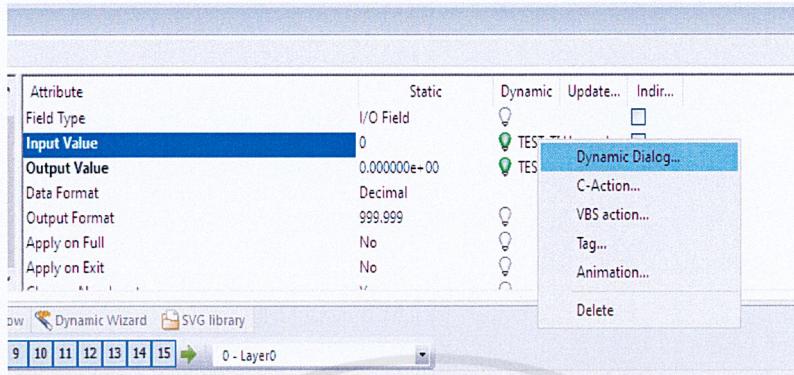 Attribute Static Dynamic Update... Indir...
Field Type I/O Field
Input Value 0 TEST_T
Output Value 0.000000e+00 TES
Data Format Decimal
Output Format 999.999
Apply on Full No
Apply on Exit No
Dynamic Dialog...
C-Action...
VBS action...
Tag...
Animation...
Delete
ow Dynamic Wizard SVG library
9 10 11 12 13 14 15 0 - Layer0